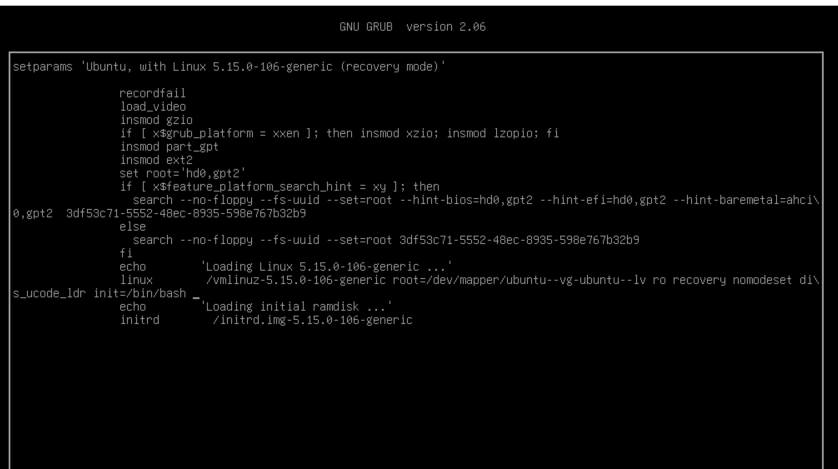 GNU GRUB  version 2.06
setparams 'Ubuntu, with Linux 5.15.0-106-generic (recovery mode)'
recordfail
load_video
insmod gzio
if [ x$grub_platform = xxen ]; then insmod xzio; insmod lzopio; fi
insmod part_gpt
insmod ext2
set root='hd0,gpt2'
if [ x$feature_platform_search_hint = xy ]; then
search --no-floppy --fs-uuid --set=root --hint-bios=hd0,gpt2 --hint-efi=hd0,gpt2 --hint-baremetal=ahci\
0,gpt2  3df53c71-5552-48ec-8935-598e767b32b9
else
search --no-floppy --fs-uuid --set=root 3df53c71-5552-48ec-8935-598e767b32b9
fi
echo 'Loading Linux 5.15.0-106-generic ...'
linux /vmlinuz-5.15.0-106-generic root=/dev/mapper/ubuntu--vg-ubuntu--lv ro recovery nomodeset di\
s_ucode_ldr init=/bin/bash _
echo 'Loading initial ramdisk ...'
initrd /initrd.img-5.15.0-106-generic